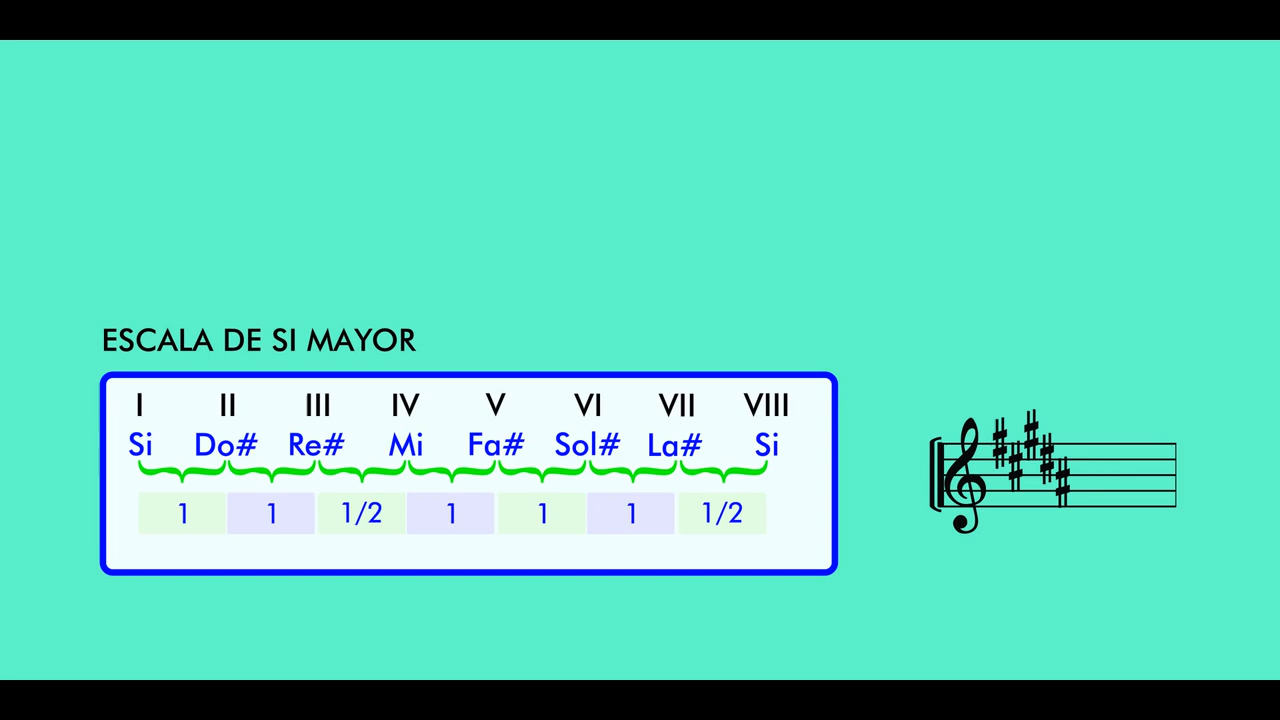 ESCALA DE SI MAYOR
I II III IV V VI VII VIII
Si Do# Re# Mi Fa# Sol# La# Si
1 1 1/2 1 1 1 1/2